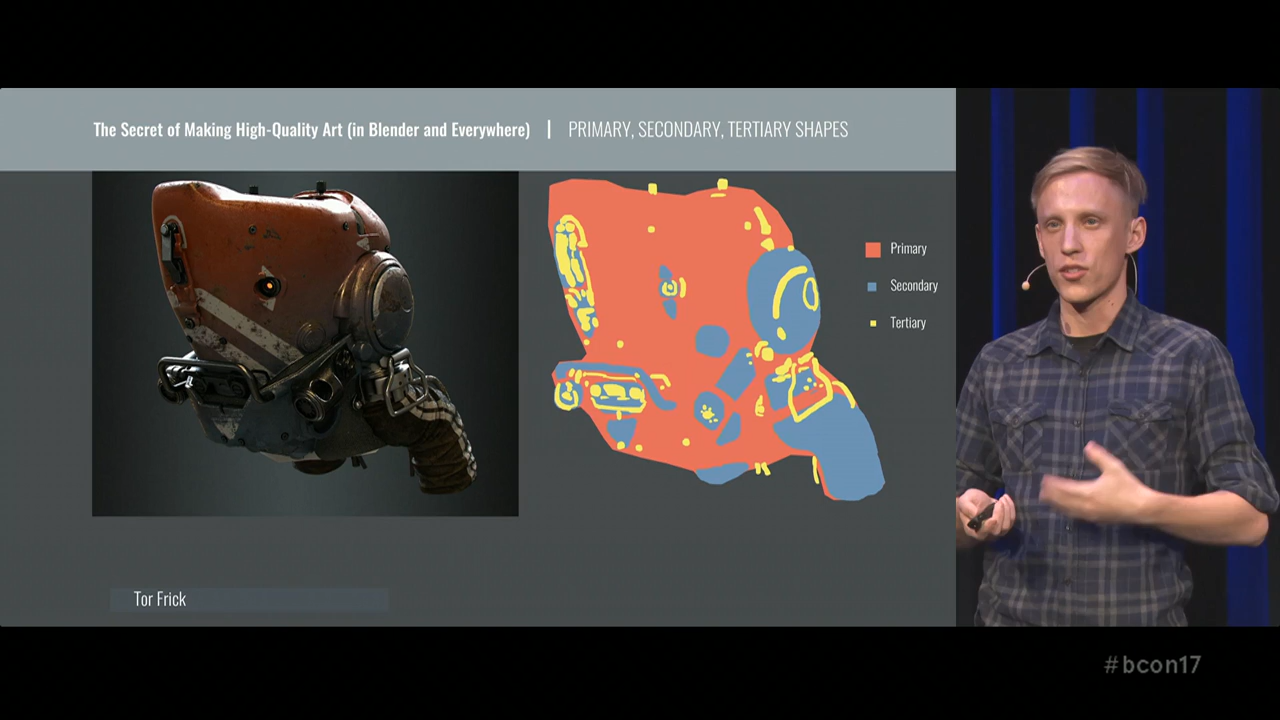 The Secret of Making High-Quality Art (in Blender and Everywhere) | PRIMARY, SECONDARY, TERTIARY SHAPES
Primary
Secondary
Tertiary
Tor Frick
#bcon17